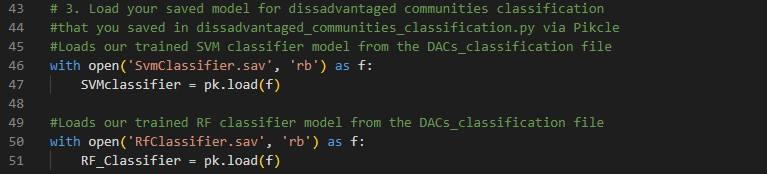 43 # 3. Load your saved model for dissadvantaged communities classification
44 #that you saved in dissadvantaged_communities_classification.py via Pikcle
45 #Loads our trained SVM classifier model from the DACs_classification file
46 with open('SvmClassifier.sav', 'rb') as f:
47     SVMclassifier = pk.load(f)
48
49 #Loads our trained RF classifier model from the DACs_classification file
50 with open('RfClassifier.sav', 'rb') as f:
51     RF_Classifier = pk.load(f)